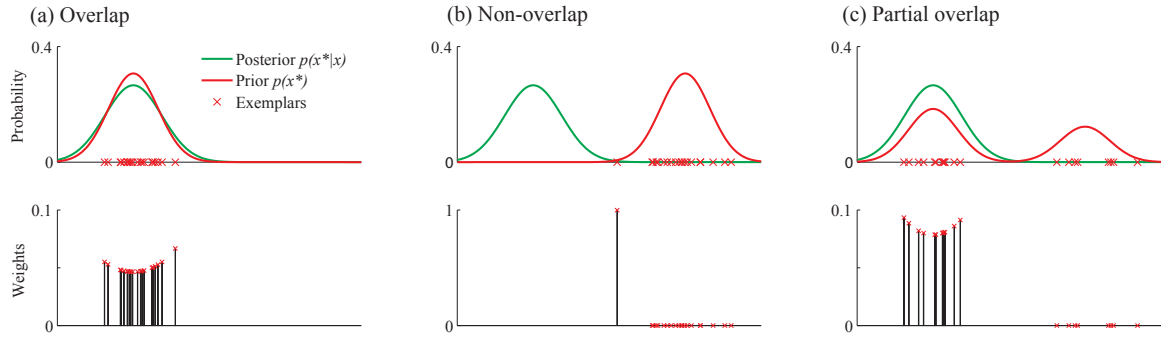 (a) Overlap
(b) Non-overlap
(c) Partial overlap
0.4
Probability
0
Posterior p(x*|x)
Prior p(x*)
Exemplars
0.4
0
0.4
0
0.1
Weights
0
1
0
0.1
0